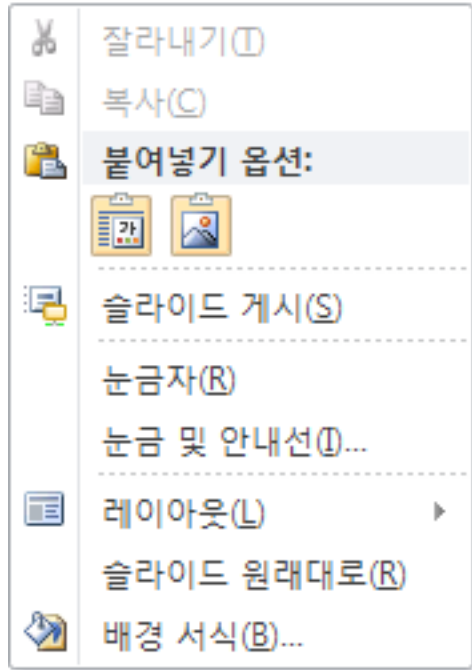 잘라내기(T)
복사(C)
붙여넣기 옵션:
가
슬라이드 게시(S)
눈금자(R)
눈금 및 안내선(I)...
레이아웃(L)
슬라이드 원래대로(R)
배경 서식(B)...